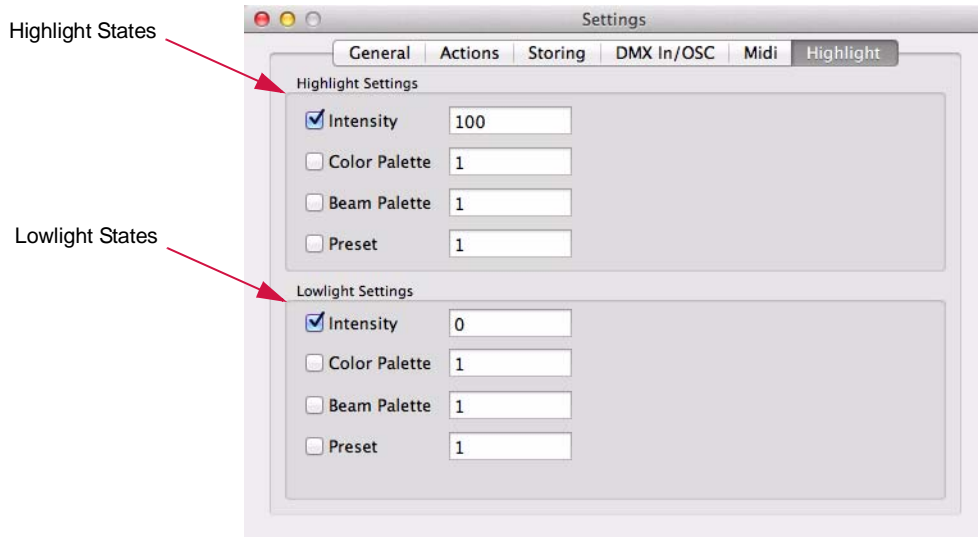 Settings
Highlight States
General Actions Storing DMX In/OSC Midi Highlight
Highlight Settings
Intensity 100
Color Palette 1
Beam Palette 1
Preset 1
Lowlight States
Lowlight Settings
Intensity 0
Color Palette 1
Beam Palette 1
Preset 1